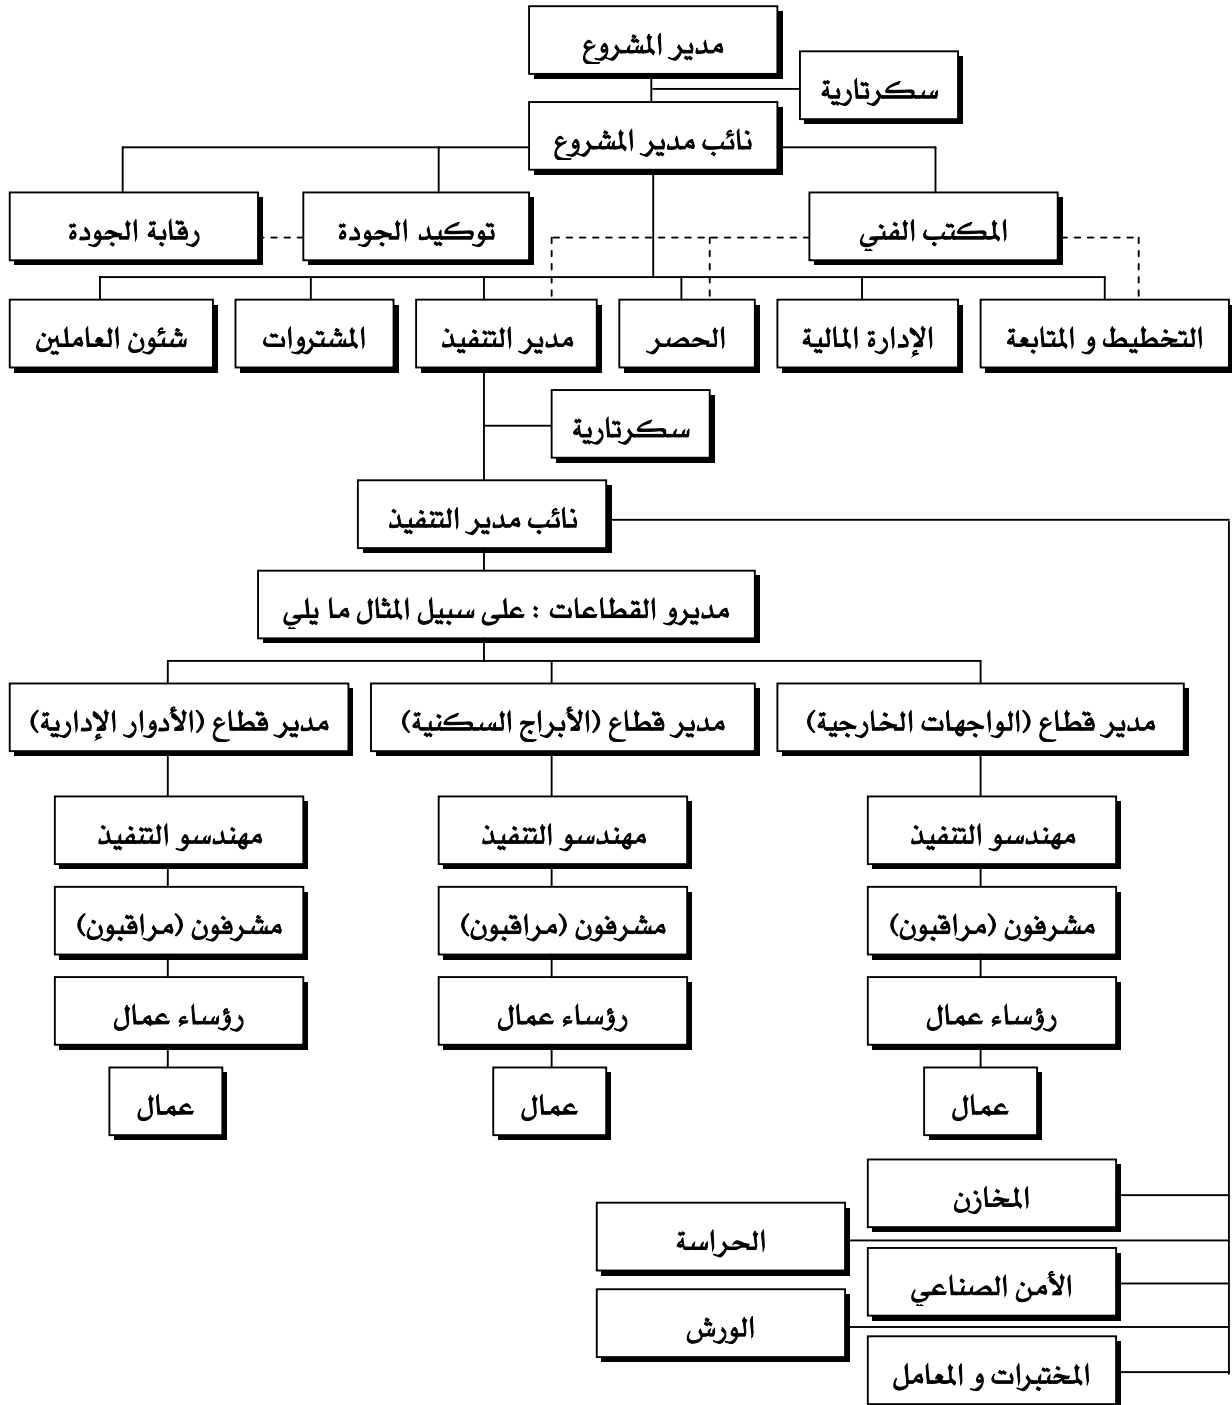 مدير المشروع
سكرتارية
نائب مدير المشروع
المكتب الفني
توكيد الجودة
رقابة الجودة
التخطيط و المتابعة
الإدارة المالية
الحصر
مدير التنفيذ
المشتروات
شئون العاملين
سكرتارية
نائب مدير التنفيذ
مديرو القطاعات : على سبيل المثال ما يلي
مدير قطاع (الواجهات الخارجية)
مدير قطاع (الأبراج السكنية)
مدير قطاع (الأدوار الإدارية)
مهندسو التنفيذ
مهندسو التنفيذ
مهندسو التنفيذ
مشرفون (مراقبون)
مشرفون (مراقبون)
مشرفون (مراقبون)
رؤساء عمال
رؤساء عمال
رؤساء عمال
عمال
عمال
عمال
المخازن
الحراسة
الأمن الصناعي
الورش
المختبرات و المعامل